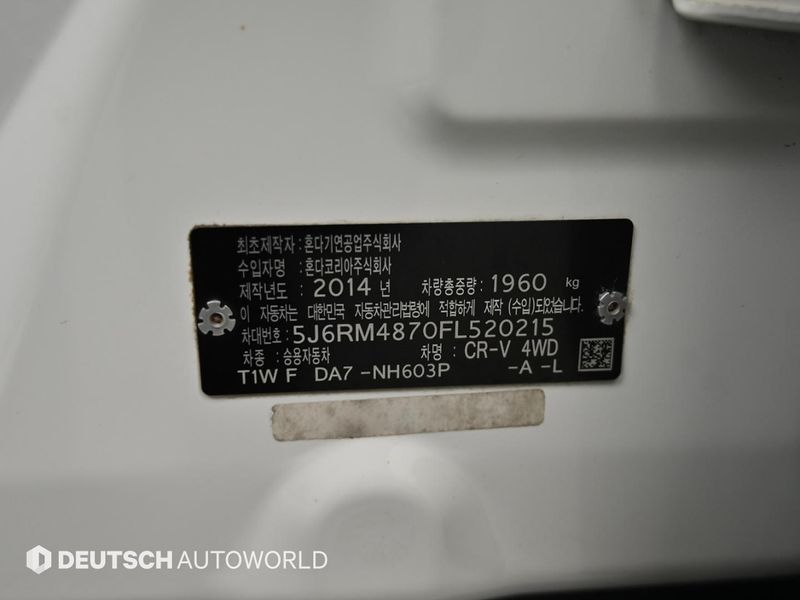 최초제작자 : 혼다기연공업주식회사
수입자명 : 혼다코리아주식회사
제작년도 : 2014 년 차량총중량 : 1960 kg
이 자동차는 대한민국 자동차관리법령에 적합하게 제작 (수입)되었습니다.
차대번호 : 5J6RM4870FL520215
차종 : 승용자동차 차명 : CR-V 4WD
T1W F DA7 -NH603P -A -L
DEUTSCH AUTOWORLD